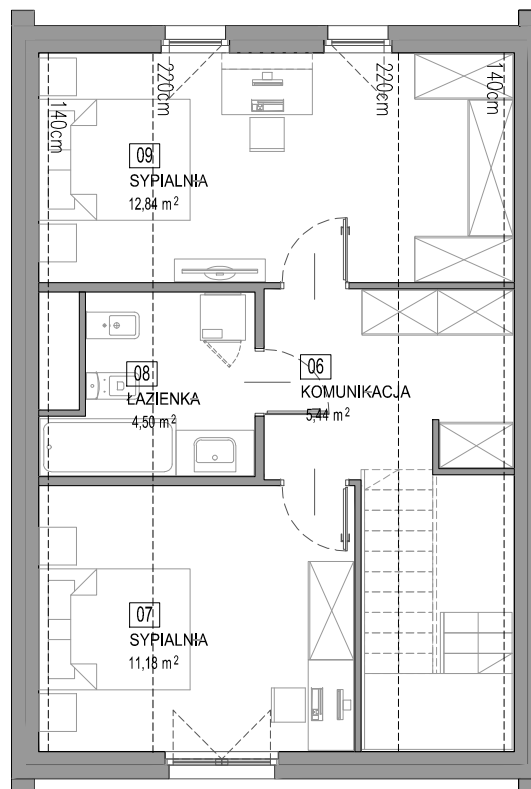 140cm
220cm
220cm
140cm
09
SYPIALNIA
12,84 m²
08
ŁAZIENKA
4,50 m²
06
KOMUNIKACJA
5,44 m²
07
SYPIALNIA
11,18 m²